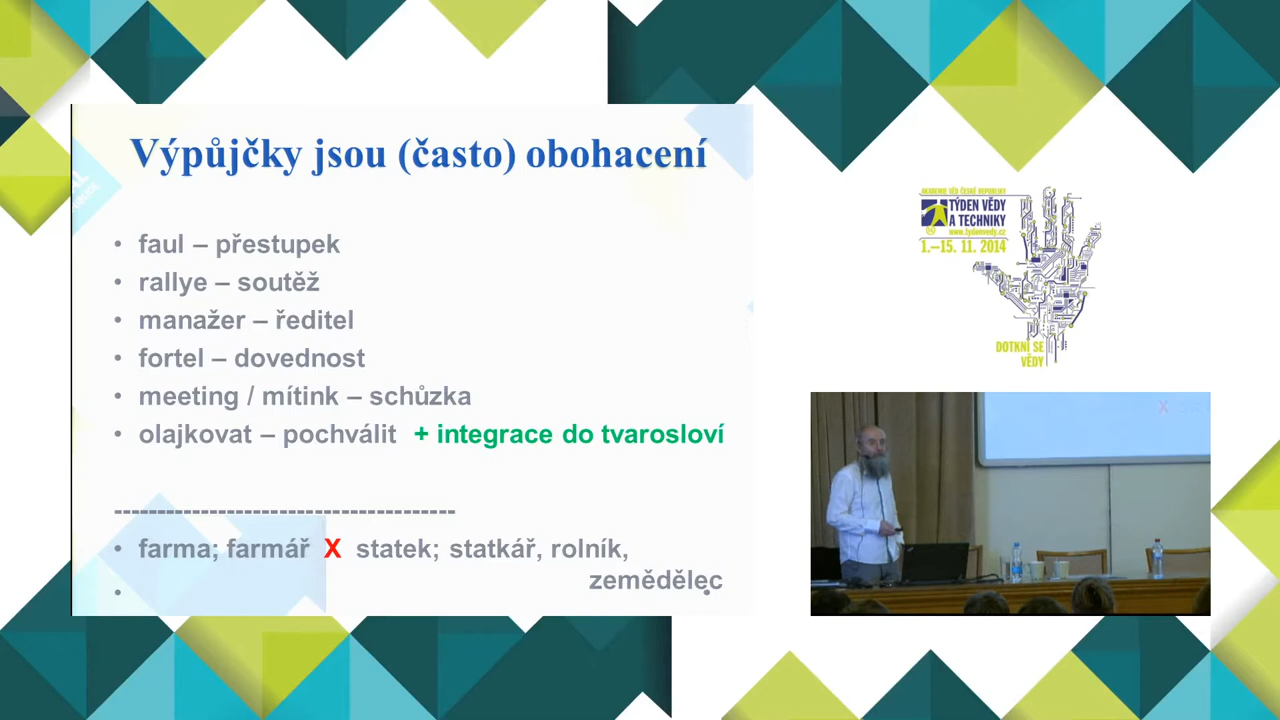 Výpůjčky jsou (často) obohacení
• faul – přestupek
• rallye – soutěž
• manažer – ředitel
• fortel – dovednost
• meeting / mítink – schůzka
• olajkovat – pochválit + integrace do tvarosloví
---------------------------------------
• farma; farmář X statek; statkář, rolník,
zemědělec
AKADEMIE VĚD ČESKÉ REPUBLIKY
TÝDEN VĚDY
A TECHNIKY
www.tydenvedy.cz
1.–15. 11. 2014
DOTKNI SE
VĚDY